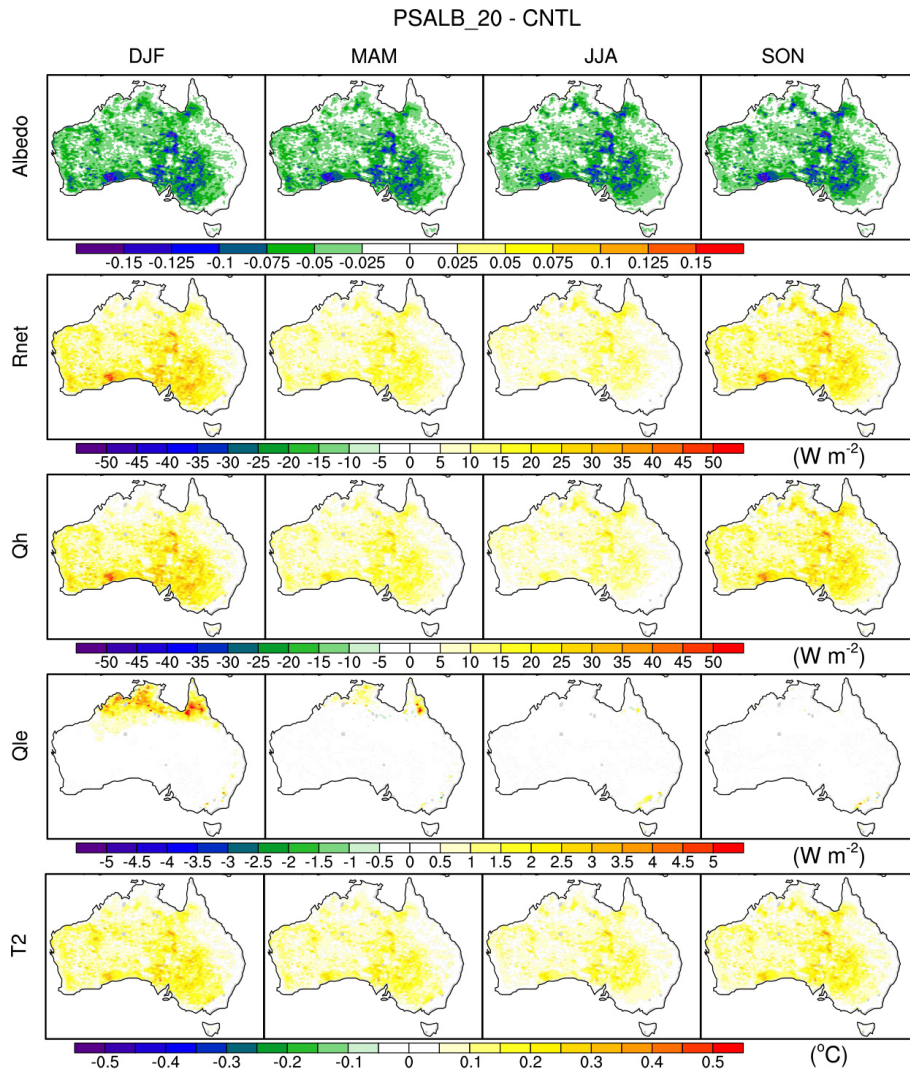 PSALB_20 - CNTL
DJF MAM JJA SON
Albedo
-0.15 -0.125 -0.1 -0.075 -0.05 -0.025 0 0.025 0.05 0.075 0.1 0.125 0.15
Rnet
-50 -45 -40 -35 -30 -25 -20 -15 -10 -5 0 5 10 15 20 25 30 35 40 45 50 (W m-2)
Qh
-50 -45 -40 -35 -30 -25 -20 -15 -10 -5 0 5 10 15 20 25 30 35 40 45 50 (W m-2)
Qle
-5 -4.5 -4 -3.5 -3 -2.5 -2 -1.5 -1 -0.5 0 0.5 1 1.5 2 2.5 3 3.5 4 4.5 5 (W m-2)
T2
-0.5 -0.4 -0.3 -0.2 -0.1 0 0.1 0.2 0.3 0.4 0.5 (°C)